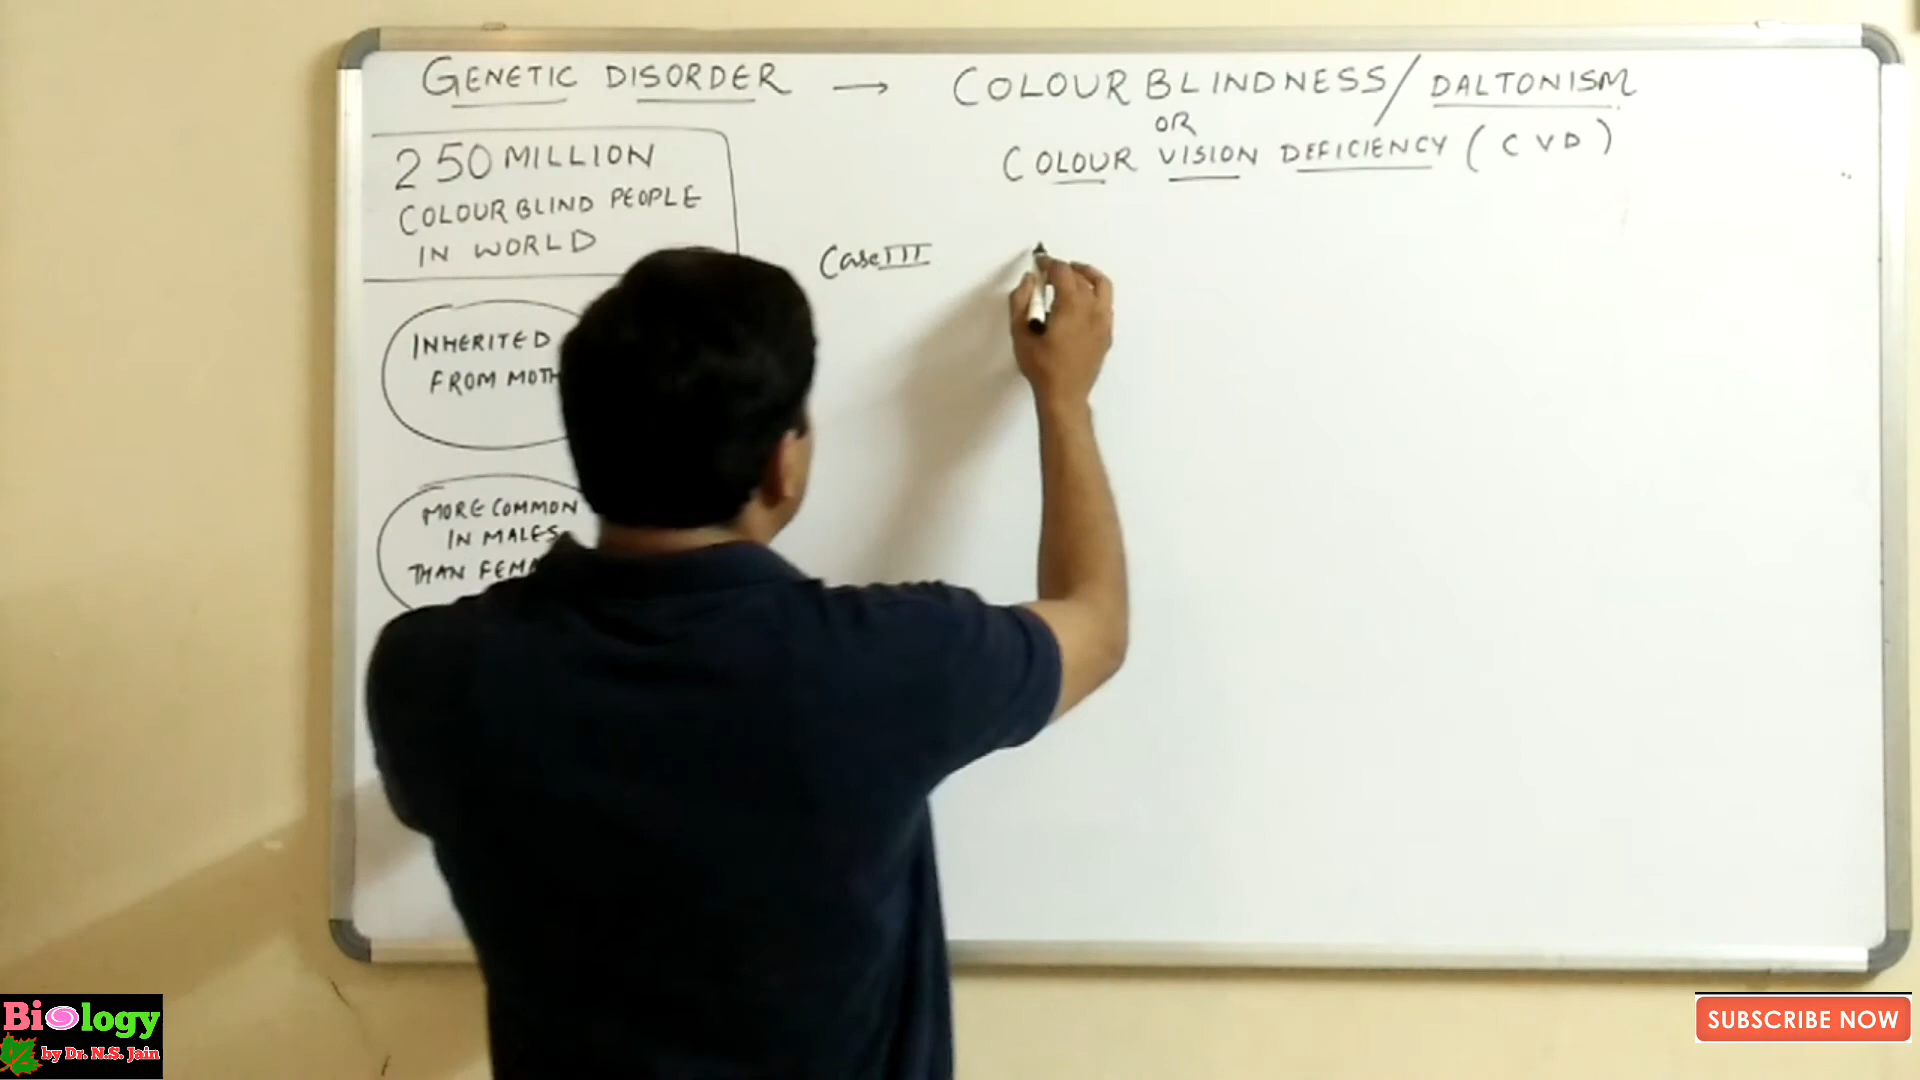 GENETIC DISORDER → COLOUR BLINDNESS/DALTONISM
OR
COLOUR VISION DEFICIENCY (CVD)
250 MILLION
COLOUR BLIND PEOPLE
IN WORLD
Case III
INHERITED
FROM
MORE COMMON
IN MALES
THAN
Biology
by Dr. N.S. Jain
SUBSCRIBE NOW